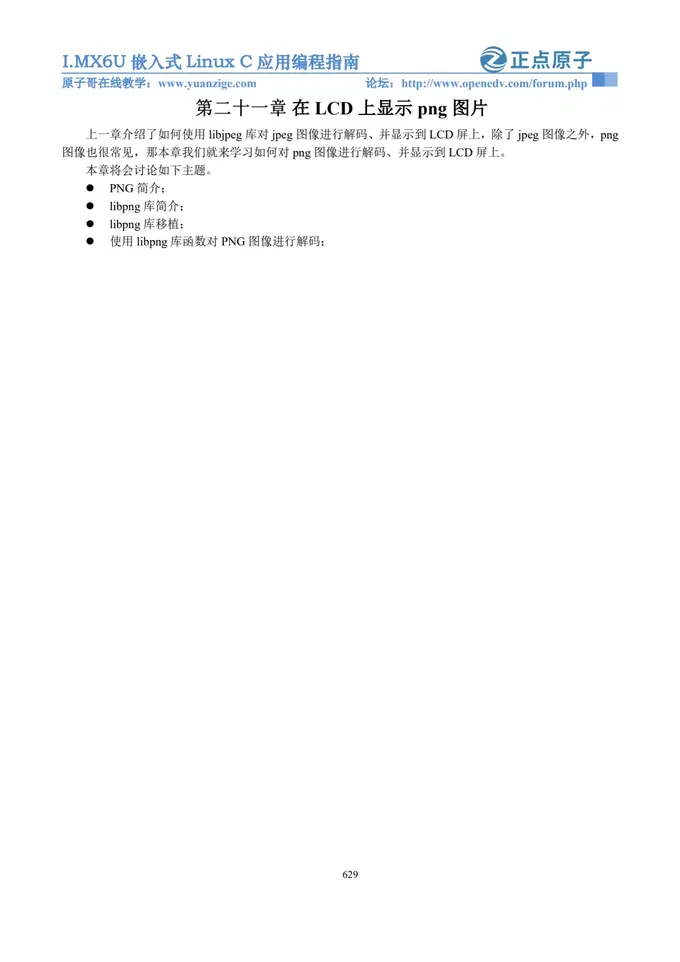 I.MX6U 嵌入式 Linux C 应用编程指南
正点原子
原子哥在线教学：www.yuanzige.com 论坛：http://www.openedv.com/forum.php
第二十一章 在 LCD 上显示 png 图片
上一章介绍了如何使用 libjpeg 库对 jpeg 图像进行解码、并显示到 LCD 屏上，除了 jpeg 图像之外，png
图像也很常见，那本章我们就来学习如何对 png 图像进行解码、并显示到 LCD 屏上。
本章将会讨论如下主题。
● PNG 简介；
● libpng 库简介；
● libpng 库移植；
● 使用 libpng 库函数对 PNG 图像进行解码；
629